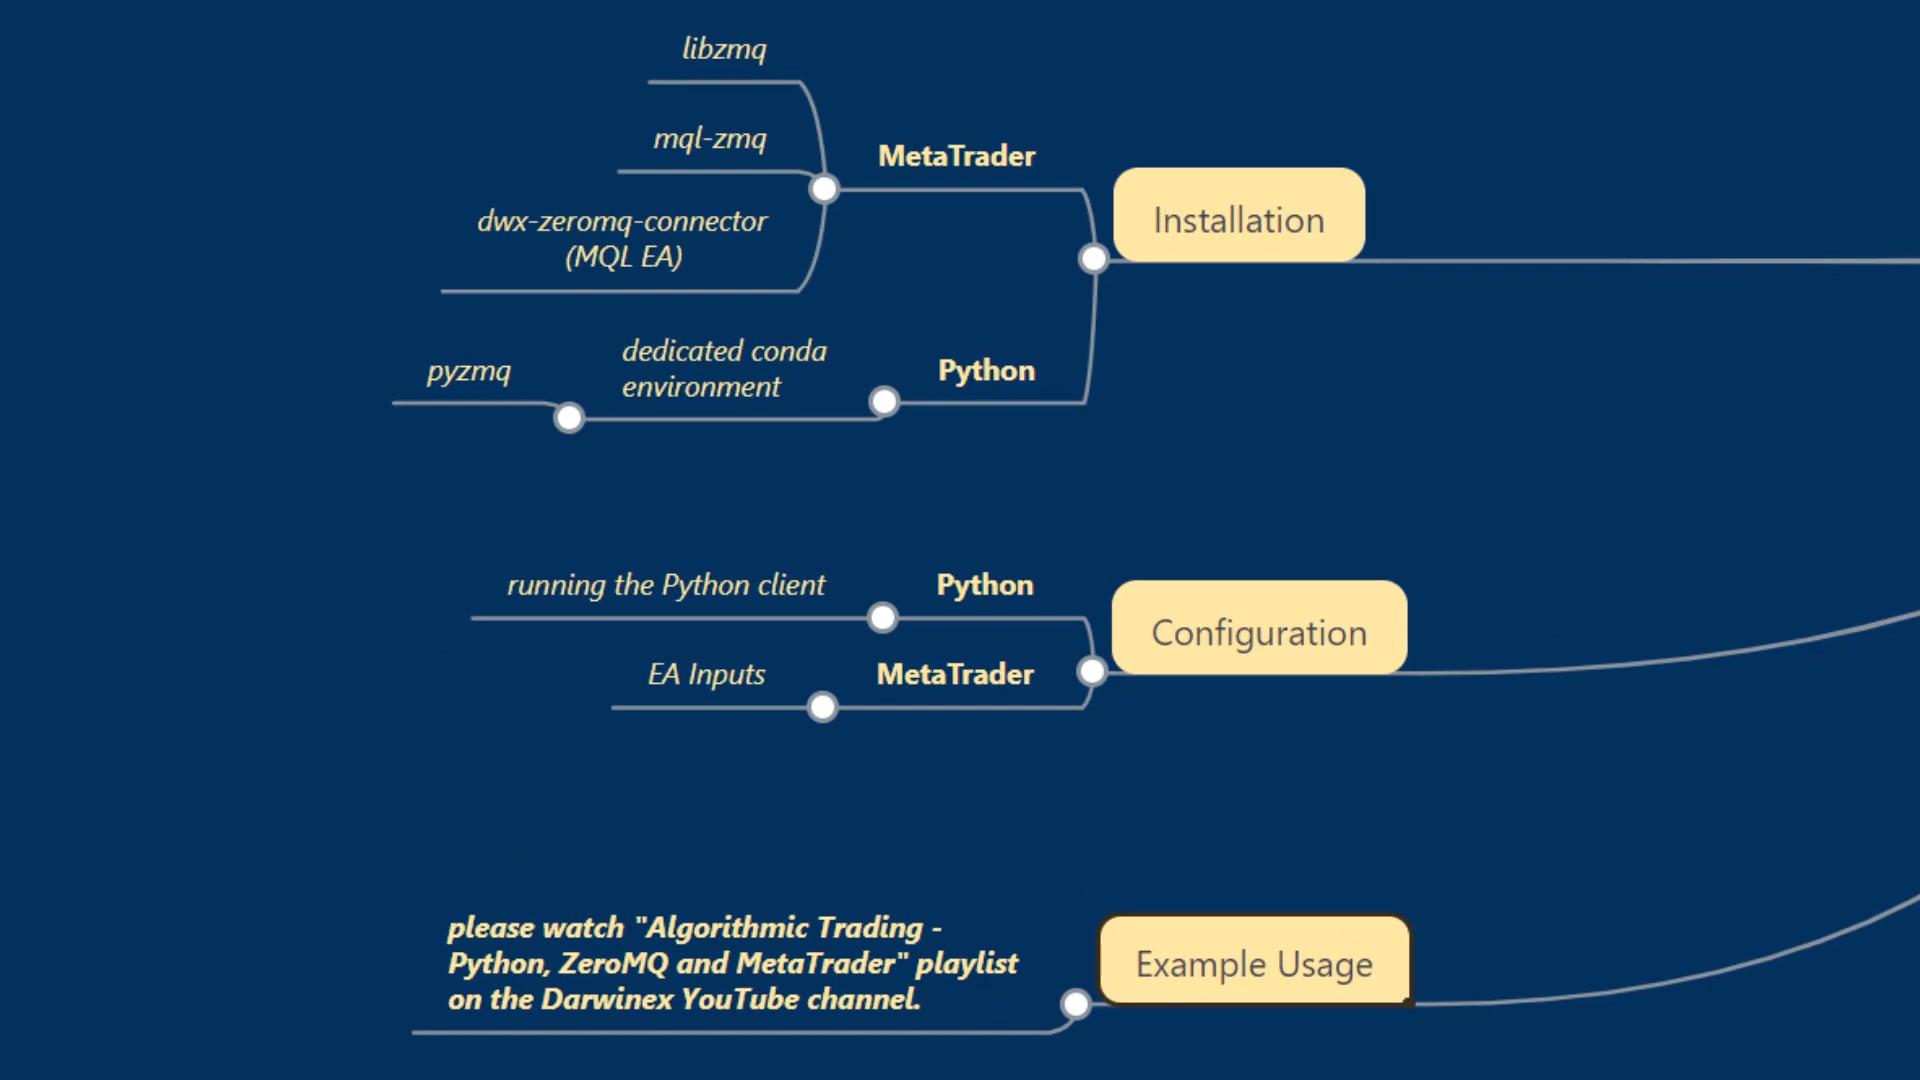 libzmq
mql-zmq
MetaTrader
Installation
dwx-zeromq-connector
(MQL EA)
dedicated conda
environment
pyzmq
Python
running the Python client
Python
Configuration
EA Inputs
MetaTrader
please watch "Algorithmic Trading -
Python, ZeroMQ and MetaTrader" playlist
on the Darwinex YouTube channel.
Example Usage